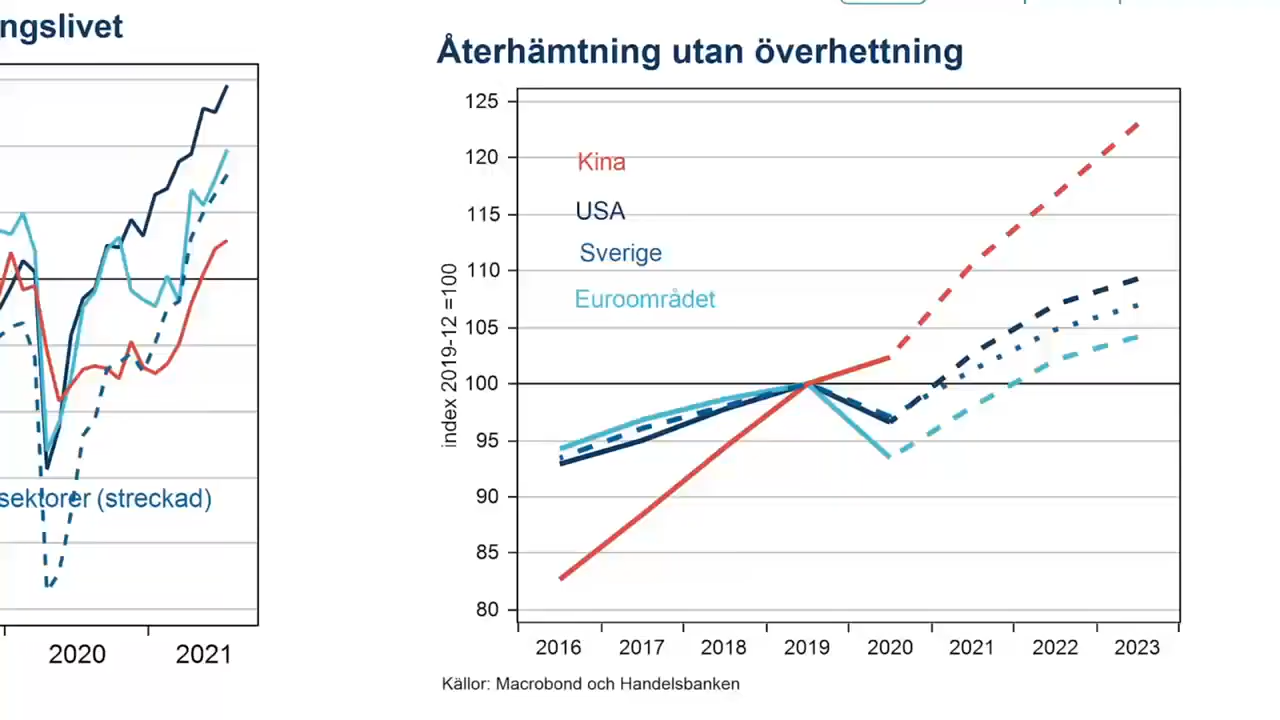 ngslivet
sektorer (streckad)
2020 2021
Återhämtning utan överhettning
index 2019-12 =100
125
120
115
110
105
100
95
90
85
80
Kina
USA
Sverige
Euroområdet
2016 2017 2018 2019 2020 2021 2022 2023
Källor: Macrobond och Handelsbanken